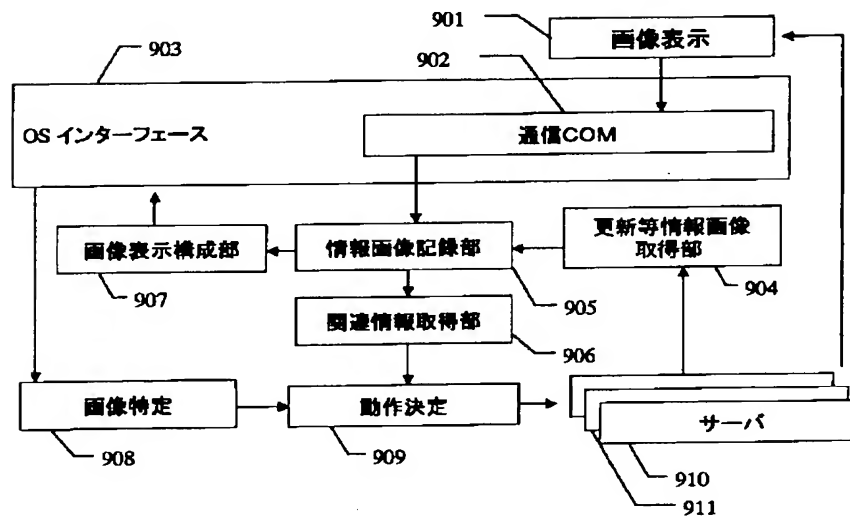 901
画像表示
903
902
OS インターフェース
通信COM
画像表示構成部
情報画像記録部
更新等情報画像
取得部
907
905
904
関連情報取得部
906
画像特定
動作決定
サーバ
908
909
910
911